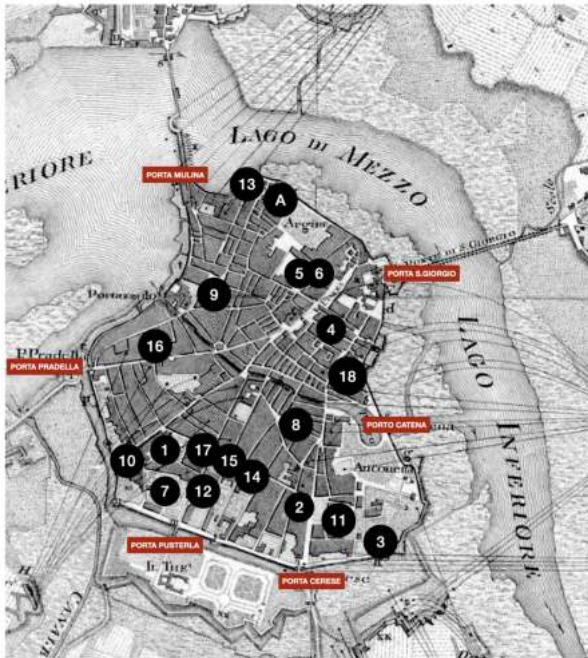 LAGO DI MEZZO
ERIORE
PORTA MULINA
13
A
Argine
5
6
PORTA S.GIORGIO
9
4
16
PORTA PRADELLA
18
LAGO
INFERIORE
8
PORTO CATENA
1
17
15
14
10
7
12
2
11
3
PORTA PUSTERLA
PORTA CERESE